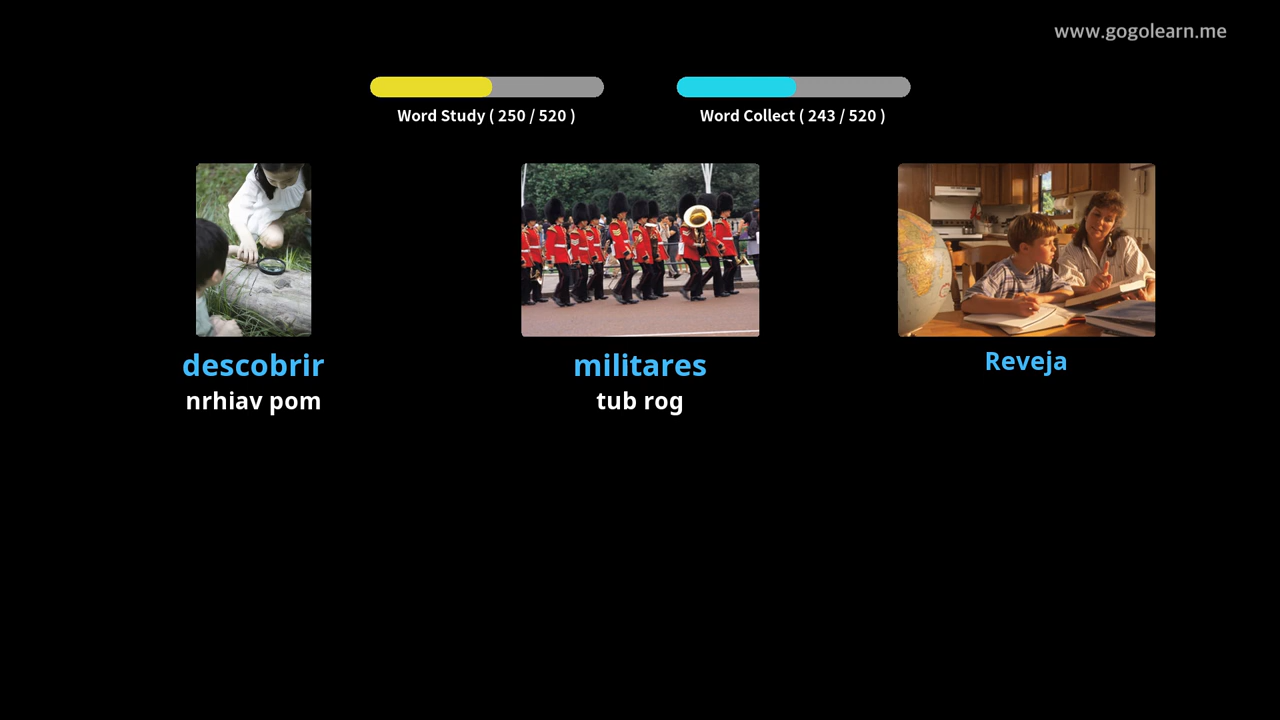 www.gogolearn.me
Word Study ( 250 / 520 )
Word Collect ( 243 / 520 )
descobrir
nrhiav pom
militares
tub rog
Reveja